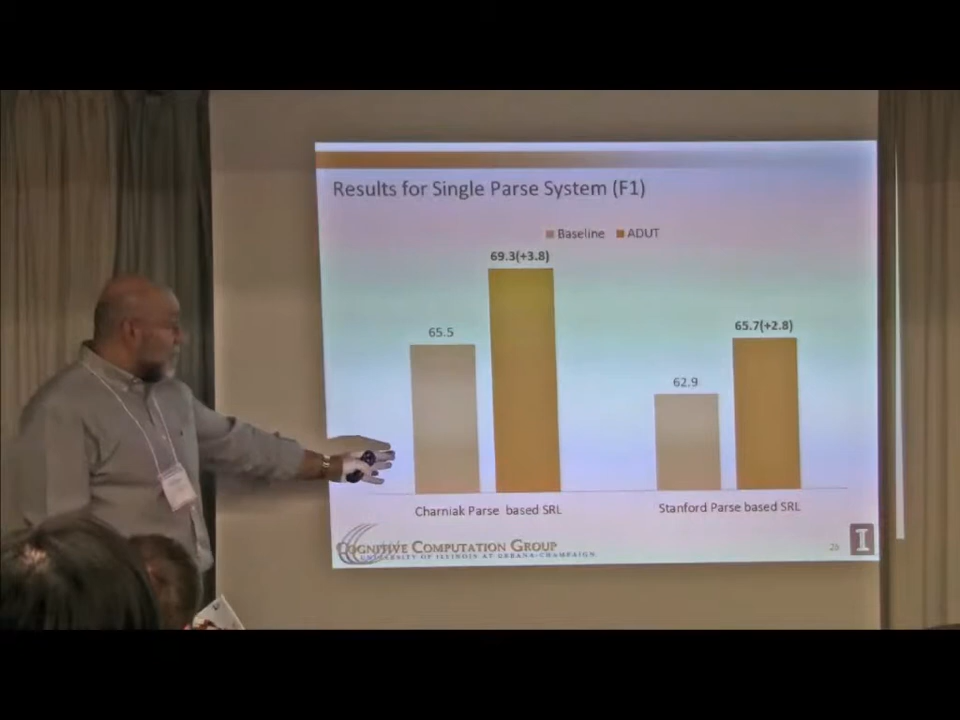 Results for Single Parse System (F1)
Baseline ADUT
69.3(+3.8)
65.5
65.7(+2.8)
62.9
Charniak Parse based SRL
Stanford Parse based SRL
COGNITIVE COMPUTATION GROUP
UNIVERSITY OF ILLINOIS AT URBANA-CHAMPAIGN
26
I